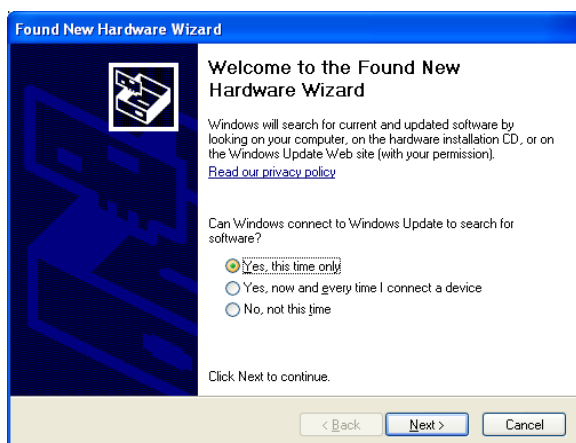 Found New Hardware Wizard
Welcome to the Found New
Hardware Wizard
Windows will search for current and updated software by
looking on your computer, on the hardware installation CD, or on
the Windows Update Web site (with your permission).
Read our privacy policy
Can Windows connect to Windows Update to search for
software?
Yes, this time only
Yes, now and every time I connect a device
No, not this time
Click Next to continue.
< Back Next > Cancel